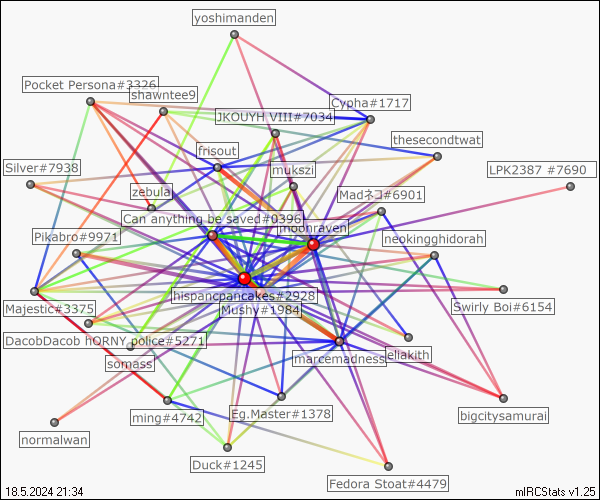 yoshimanden
Pocket Persona#3326
shawntee9
Cypha#1717
JKOUYH VIII#7034
thesecondtwat
frisout
Silver#7938
mukszi
LPK2387 #7690
zebula
Madネコ#6901
Can anything be saved#0396
moonraven
Pikabro#9971
neokingghidorah
hispancpancakes#2928
Majestic#3375
Mushy#1984
Swirly Boi#6154
DacobDacob hORNY police#5271
somass
marcemadness
eliakith
ming#4742
Eg.Master#1378
bigcitysamurai
normalwan
Duck#1245
Fedora Stoat#4479
18.5.2024 21:34
mIRCStats v1.25